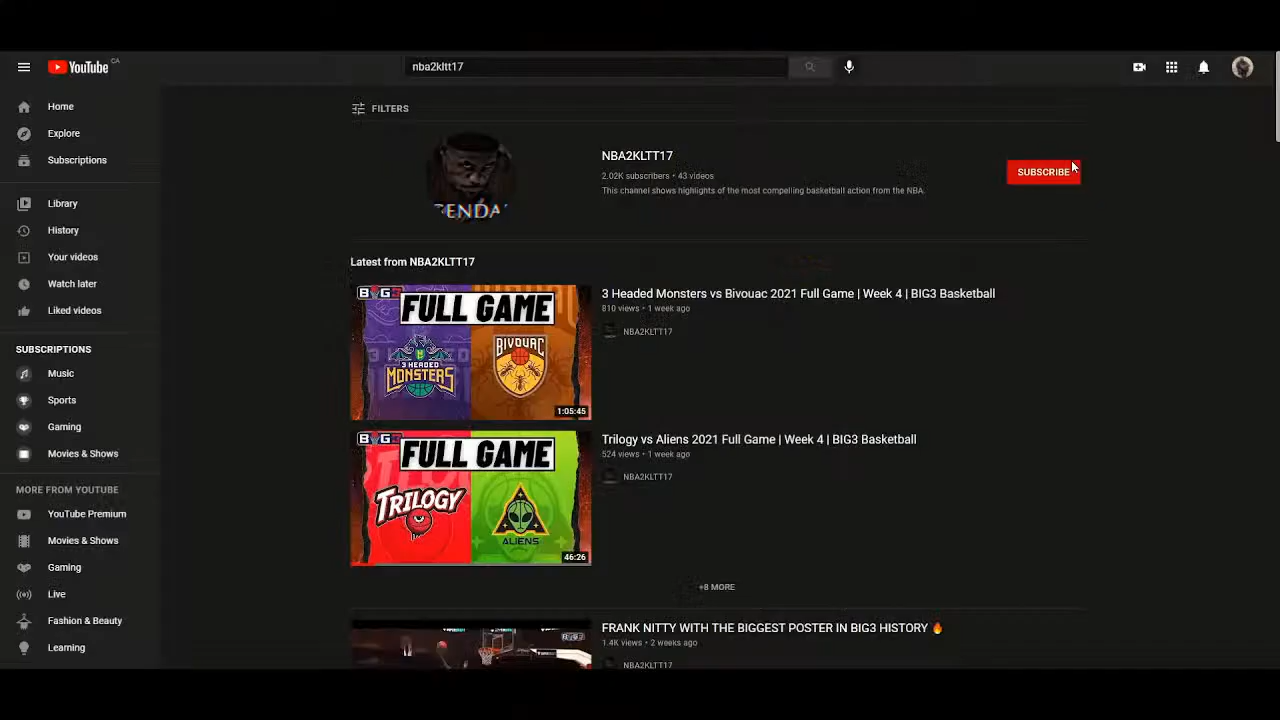 YouTube CA
nba2kltt17
Home
Explore
Subscriptions
Library
History
Your videos
Watch later
Liked videos
SUBSCRIPTIONS
Music
Sports
Gaming
Movies & Shows
MORE FROM YOUTUBE
YouTube Premium
Movies & Shows
Gaming
Live
Fashion & Beauty
Learning
FILTERS
NBA2KLTT17
2.02K subscribers • 43 videos
This channel shows highlights of the most compelling basketball action from the NBA.
SUBSCRIBE
Latest from NBA2KLTT17
BIG3
FULL GAME
3 HEADED
MONSTERS
BIVOUAC
1:05:45
3 Headed Monsters vs Bivouac 2021 Full Game | Week 4 | BIG3 Basketball
810 views • 1 week ago
NBA2KLTT17
BIG3
FULL GAME
TRILOGY
ALIENS
46:26
Trilogy vs Aliens 2021 Full Game | Week 4 | BIG3 Basketball
524 views • 1 week ago
NBA2KLTT17
+8 MORE
FRANK NITTY WITH THE BIGGEST POSTER IN BIG3 HISTORY 🔥
1.4K views • 2 weeks ago
NBA2KLTT17